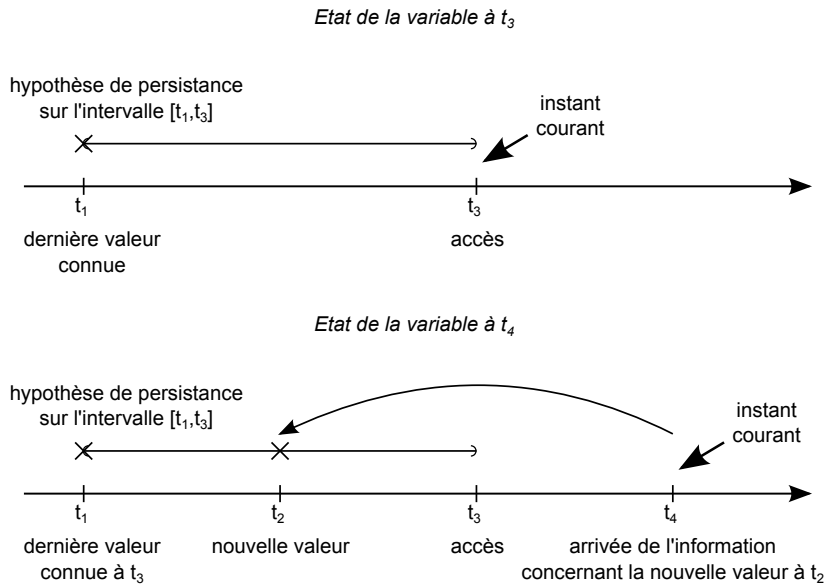 Etat de la variable à t3
hypothèse de persistance
sur l'intervalle [t1,t3]
instant
courant
t1
t3
dernière valeur
connue
accès
Etat de la variable à t4
hypothèse de persistance
sur l'intervalle [t1,t3]
instant
courant
t1
t2
t3
t4
dernière valeur
connue à t3
nouvelle valeur
accès
arrivée de l'information
concernant la nouvelle valeur à t2